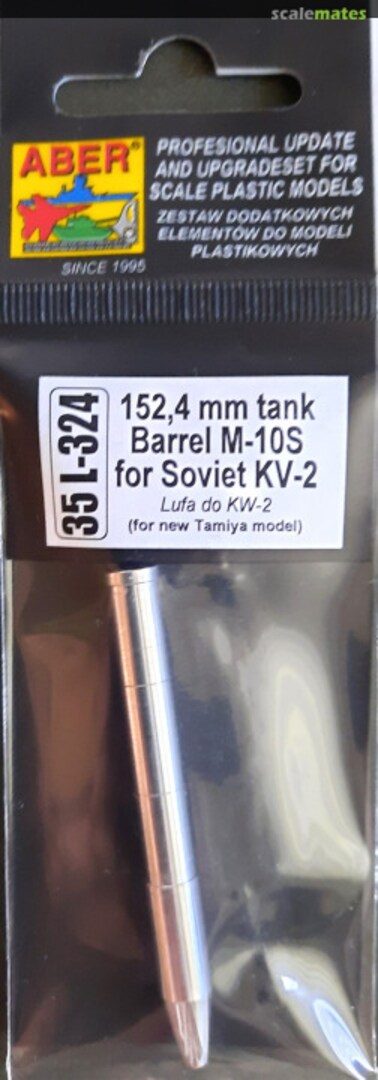 scalemates
ABER®
SINCE 1995
PROFESIONAL UPDATE
AND UPGRADESET FOR
SCALE PLASTIC MODELS
ZESTAW DODATKOWYCH
ELEMENTÓW DO MODELI
PLASTIKOWYCH
35 L-324
152,4 mm tank
Barrel M-10S
for Soviet KV-2
Lufa do KW-2
(for new Tamiya model)